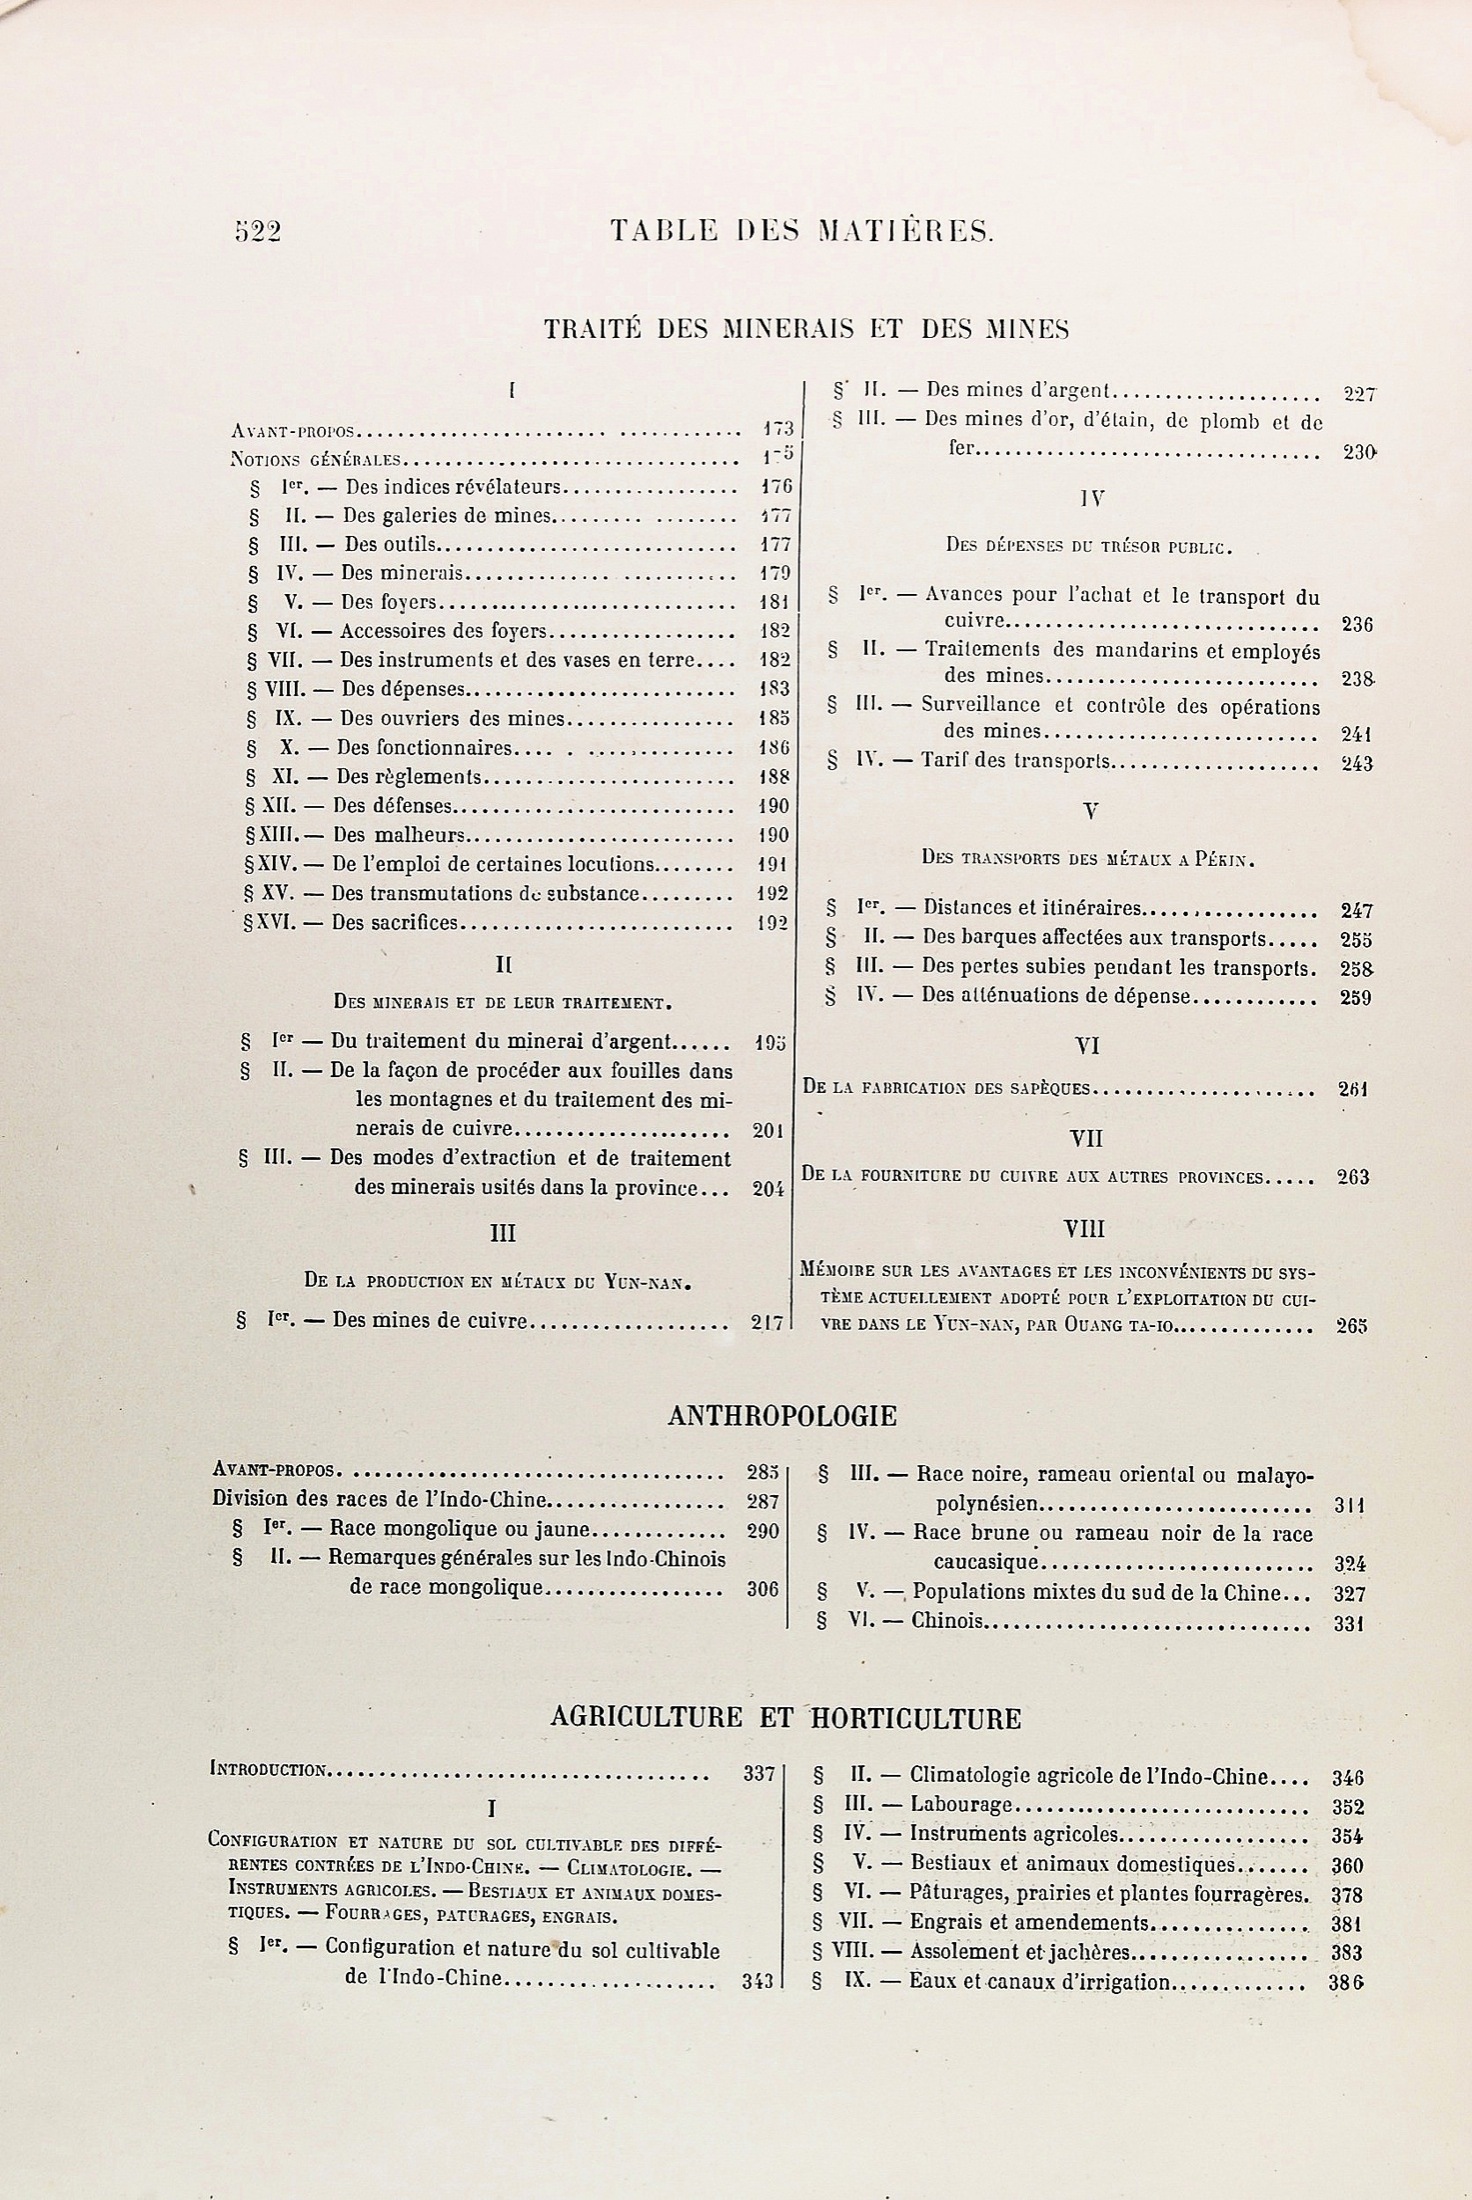 522 TABLE DES MATIÈRES.
TRAITÉ DES MINERAIS ET DES MINES
I
AVANT-PROPOS........................ 173
NOTIONS GÉNÉRALES........................ 175
§ Ier. — Des indices révélateurs................. 176
§ II. — Des galeries de mines................. 177
§ III. — Des outils............................. 177
§ IV. — Des minerais.......................... 179
§ V. — Des foyers............................. 181
§ VI. — Accessoires des foyers.................. 182
§ VII. — Des instruments et des vases en terre.... 182
§ VIII. — Des dépenses.......................... 183
§ IX. — Des ouvriers des mines................ 185
§ X. — Des fonctionnaires.................... 186
§ XI. — Des règlements........................ 188
§ XII. — Des défenses........................... 190
§ XIII. — Des malheurs.......................... 190
§ XIV. — De l'emploi de certaines locutions........ 191
§ XV. — Des transmutations de substance......... 192
§ XVI. — Des sacrifices.......................... 192
II
DES MINERAIS ET DE LEUR TRAITEMENT.
§ Ier — Du traitement du minerai d'argent...... 195
§ II. — De la façon de procéder aux fouilles dans
les montagnes et du traitement des mi-
nerais de cuivre..................... 201
§ III. — Des modes d'extraction et de traitement
des minerais usités dans la province... 204
III
DE LA PRODUCTION EN MÉTAUX DU YUN-NAN.
§ Ier. — Des mines de cuivre................... 217
§ II. — Des mines d'argent.................... 227
§ III. — Des mines d'or, d'étain, de plomb et de
fer................................. 230
IV
DES DÉPENSES DU TRÉSOR PUBLIC.
§ Ier. — Avances pour l'achat et le transport du
cuivre.............................. 236
§ II. — Traitements des mandarins et employés
des mines.......................... 238
§ III. — Surveillance et contrôle des opérations
des mines.......................... 241
§ IV. — Tarif des transports.................... 243
V
DES TRANSPORTS DES MÉTAUX A PÉKIN.
§ Ier. — Distances et itinéraires................. 247
§ II. — Des barques affectées aux transports..... 255
§ III. — Des pertes subies pendant les transports. 258
§ IV. — Des atténuations de dépense............ 259
VI
DE LA FABRICATION DES SAPÈQUES...................... 261
VII
DE LA FOURNITURE DU CUIVRE AUX AUTRES PROVINCES..... 263
VIII
MÉMOIRE SUR LES AVANTAGES ET LES INCONVÉNIENTS DU SYS-
TÈME ACTUELLEMENT ADOPTÉ POUR L'EXPLOITATION DU CUI-
VRE DANS LE YUN-NAN, PAR OUANG TA-IO.............. 265
ANTHROPOLOGIE
AVANT-PROPOS. .................................... 285
Division des races de l'Indo-Chine................. 287
§ Ier. — Race mongolique ou jaune............. 290
§ II. — Remarques générales sur les Indo-Chinois
de race mongolique................. 306
§ III. — Race noire, rameau oriental ou malayo-
polynésien.......................... 311
§ IV. — Race brune ou rameau noir de la race
caucasique.......................... 324
§ V. — Populations mixtes du sud de la Chine... 327
§ VI. — Chinois............................... 331
AGRICULTURE ET HORTICULTURE
INTRODUCTION..................................... 337
I
CONFIGURATION ET NATURE DU SOL CULTIVABLE DES DIFFÉ-
RENTES CONTRÉES DE L'INDO-CHINE. — CLIMATOLOGIE. —
INSTRUMENTS AGRICOLES. — BESTIAUX ET ANIMAUX DOMES-
TIQUES. — FOURRAGES, PATURAGES, ENGRAIS.
§ Ier. — Configuration et nature du sol cultivable
de l'Indo-Chine..................... 343
§ II. — Climatologie agricole de l'Indo-Chine.... 346
§ III. — Labourage............................ 352
§ IV. — Instruments agricoles.................. 354
§ V. — Bestiaux et animaux domestiques....... 360
§ VI. — Pâturages, prairies et plantes fourragères. 378
§ VII. — Engrais et amendements............... 381
§ VIII. — Assolement et jachères................. 383
§ IX. — Eaux et canaux d'irrigation............. 386